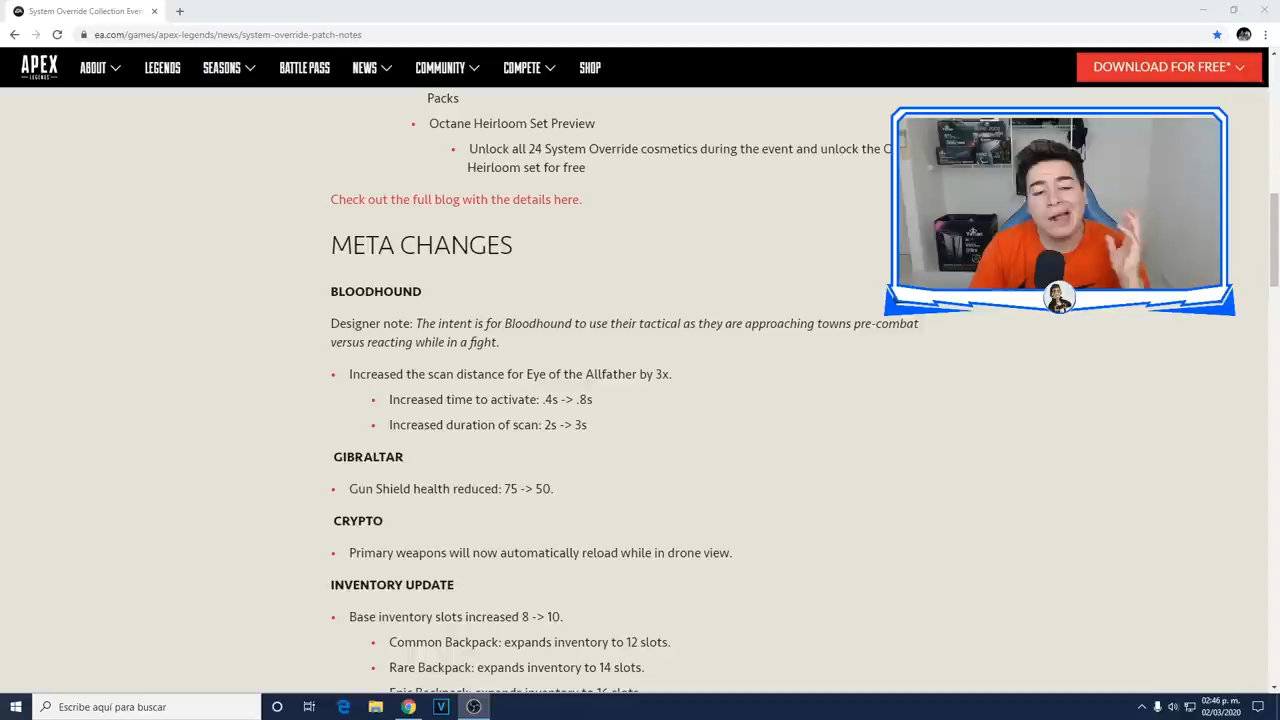 System Override Collection Even
ea.com/games/apex-legends/news/system-override-patch-notes
APEX
LEGENDS
ABOUT
LEGENDS
SEASONS
BATTLE PASS
NEWS
COMMUNITY
COMPETE
SHOP
DOWNLOAD FOR FREE*
Packs
• Octane Heirloom Set Preview
• Unlock all 24 System Override cosmetics during the event and unlock the O
Heirloom set for free
Check out the full blog with the details here.
META CHANGES
BLOODHOUND
Designer note: The intent is for Bloodhound to use their tactical as they are approaching towns pre-combat
versus reacting while in a fight.
• Increased the scan distance for Eye of the Allfather by 3x.
• Increased time to activate: .4s -> .8s
• Increased duration of scan: 2s -> 3s
GIBRALTAR
• Gun Shield health reduced: 75 -> 50.
CRYPTO
• Primary weapons will now automatically reload while in drone view.
INVENTORY UPDATE
• Base inventory slots increased 8 -> 10.
• Common Backpack: expands inventory to 12 slots.
• Rare Backpack: expands inventory to 14 slots.
Epic Backpack: expands inventory to 16 slots.
Escribe aquí para buscar
02:46 p. m.
02/03/2020